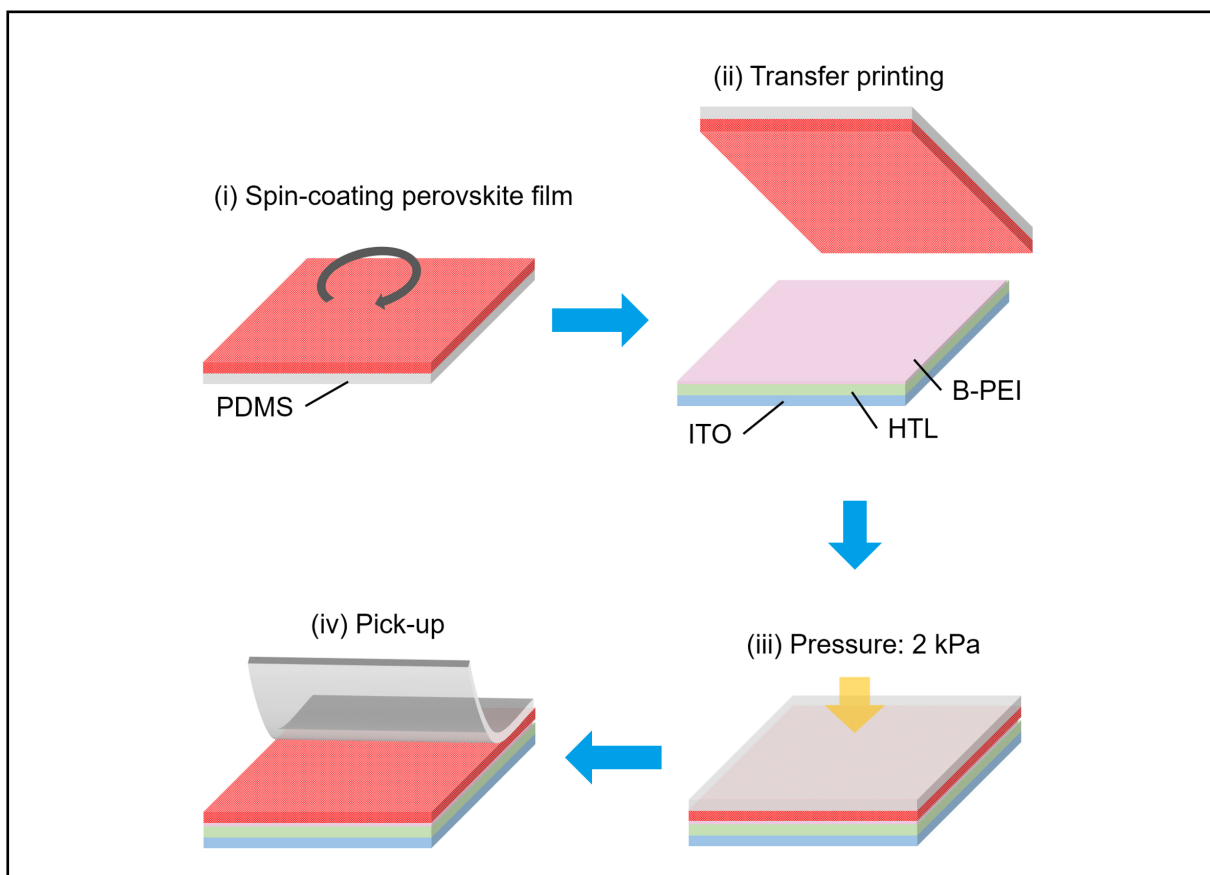 (i) Spin-coating perovskite film
PDMS
(ii) Transfer printing
B-PEI
HTL
ITO
(iii) Pressure: 2 kPa
(iv) Pick-up